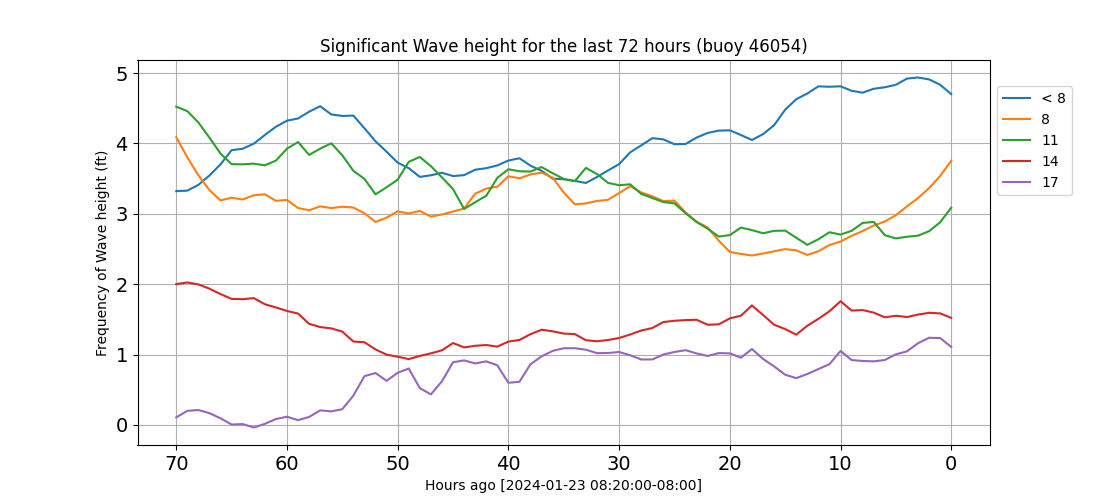 Significant Wave height for the last 72 hours (buoy 46054)
Frequency of Wave height (ft)
5
4
3
2
1
0
70 60 50 40 30 20 10 0
Hours ago [2024-01-23 08:20:00-08:00]
< 8
8
11
14
17